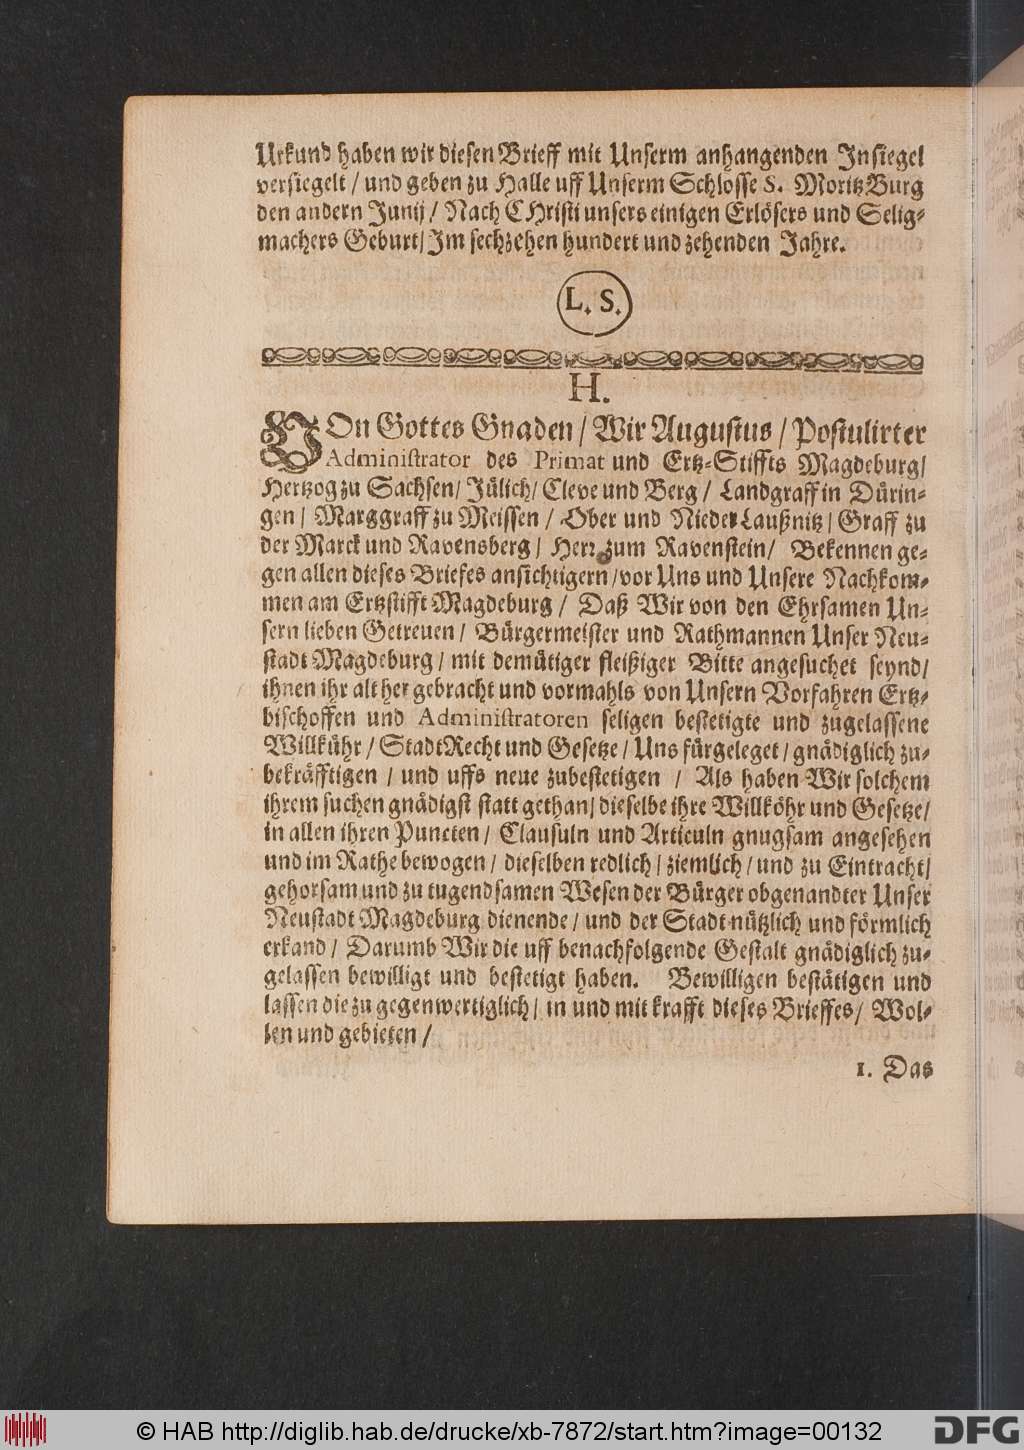 Urkund haben wir diesen Brieff mit Unserm anhangenden Insiegel
versiegelt / und geben zu Halle uff Unserm Schlosse S. Moritz Burg
den andern Junij / Nach CHristi unsers einigen Erlösers und Selig-
machers Geburt / Im sechzehen hundert und zehenden Jahre.
L. S.
H.
VOn Gottes Gnaden / Wir Augustus / Postulirter
Administrator des Primat und Ertz-Stiffts Magdeburg /
Hertzog zu Sachsen / Jülich / Cleve und Berg / Landgraff in Dürin-
gen / Marggraff zu Meissen / Ober und Nieder Laußnitz / Graff zu
der Marck und Ravensberg / Herr zum Ravenstein / Bekennen ge-
gen allen dieses Briefes ansichtigern / vor Uns und Unsere Nachkom-
men am Ertzstifft Magdeburg / Daß Wir von den Ehrsamen Un-
sern lieben Getreuen / Bürgermeister und Rathmannen Unser Neu-
stadt Magdeburg / mit demütiger fleißiger Bitte angesuchet seynd /
ihnen ihr alt her gebracht und vormahls von Unsern Vorfahren Ertz-
bischoffen und Administratoren seligen bestetigte und zugelassene
Willkühr / StadtRecht und Gesetze / Uns fürgeleget / gnädiglich zu-
bekräfftigen / und uffs neue zubestetigen / Als haben Wir solchem
ihrem suchen gnädigst statt gethan / dieselbe ihre Willköhr und Gesetze /
in allen ihren Puncten / Clausuln und Articuln gnugsam angesehen
und im Rathe bewogen / dieselben redlich / ziemlich / und zu Eintracht /
gehorsam und zu tugendsamen Wesen der Bürger obgenandter Unser
Neustadt Magdeburg dienende / und der Stadt nützlich und förmlich
erkand / Darumb Wir die uff benachfolgende Gestalt gnädiglich zu-
gelassen bewilligt und bestetigt haben. Bewilligen bestätigen und
lassen die zu gegenwertiglich / in und mit krafft dieses Brieffes / Wol-
len und gebieten /
1. Das
© HAB http://diglib.hab.de/drucke/xb-7872/start.htm?image=00132
DFG